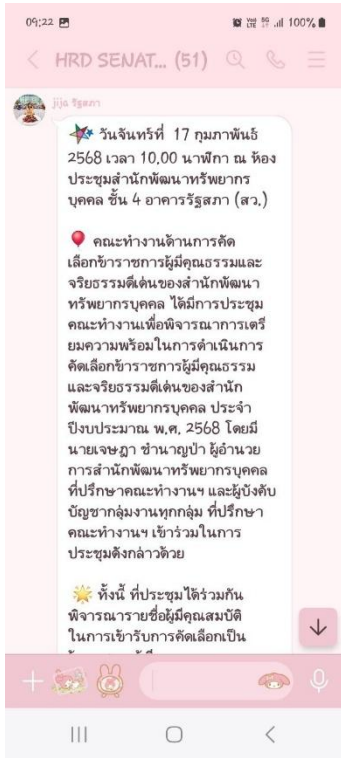 09:22
5G 100%
HRD SENAT... (51)
jija รัฐสภา
วันจันทร์ที่ 17 กุมภาพันธ์
2568 เวลา 10.00 นาฬิกา ณ ห้อง
ประชุมสำนักพัฒนาทรัพยากร
บุคคล ชั้น 4 อาคารรัฐสภา (สว.)
คณะทำงานด้านการคัด
เลือกข้าราชการผู้มีคุณธรรมและ
จริยธรรมดีเด่นของสำนักพัฒนา
ทรัพยากรบุคคล ได้มีการประชุม
คณะทำงานเพื่อพิจารณาการเตรี
ยมความพร้อมในการดำเนินการ
คัดเลือกข้าราชการผู้มีคุณธรรม
และจริยธรรมดีเด่นของสำนัก
พัฒนาทรัพยากรบุคคล ประจำ
ปีงบประมาณ พ.ศ. 2568 โดยมี
นายเจษฎา ชำนาญป่า ผู้อำนวย
การสำนักพัฒนาทรัพยากรบุคคล
ที่ปรึกษาคณะทำงานฯ และผู้บังคับ
บัญชากลุ่มงานทุกกลุ่ม ที่ปรึกษา
คณะทำงานฯ เข้าร่วมในการ
ประชุมดังกล่าวด้วย
ทั้งนี้ ที่ประชุมได้ร่วมกัน
พิจารณารายชื่อผู้มีคุณสมบัติ
ในการเข้ารับการคัดเลือกเป็น